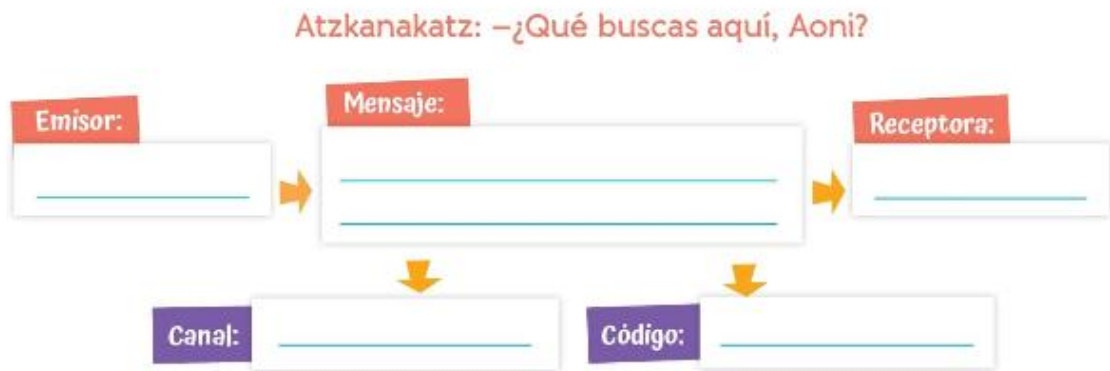 Atzkanakatz: –¿Qué buscas aquí, Aoni?
Emisor:
Mensaje:
Receptora:
Canal:
Código: